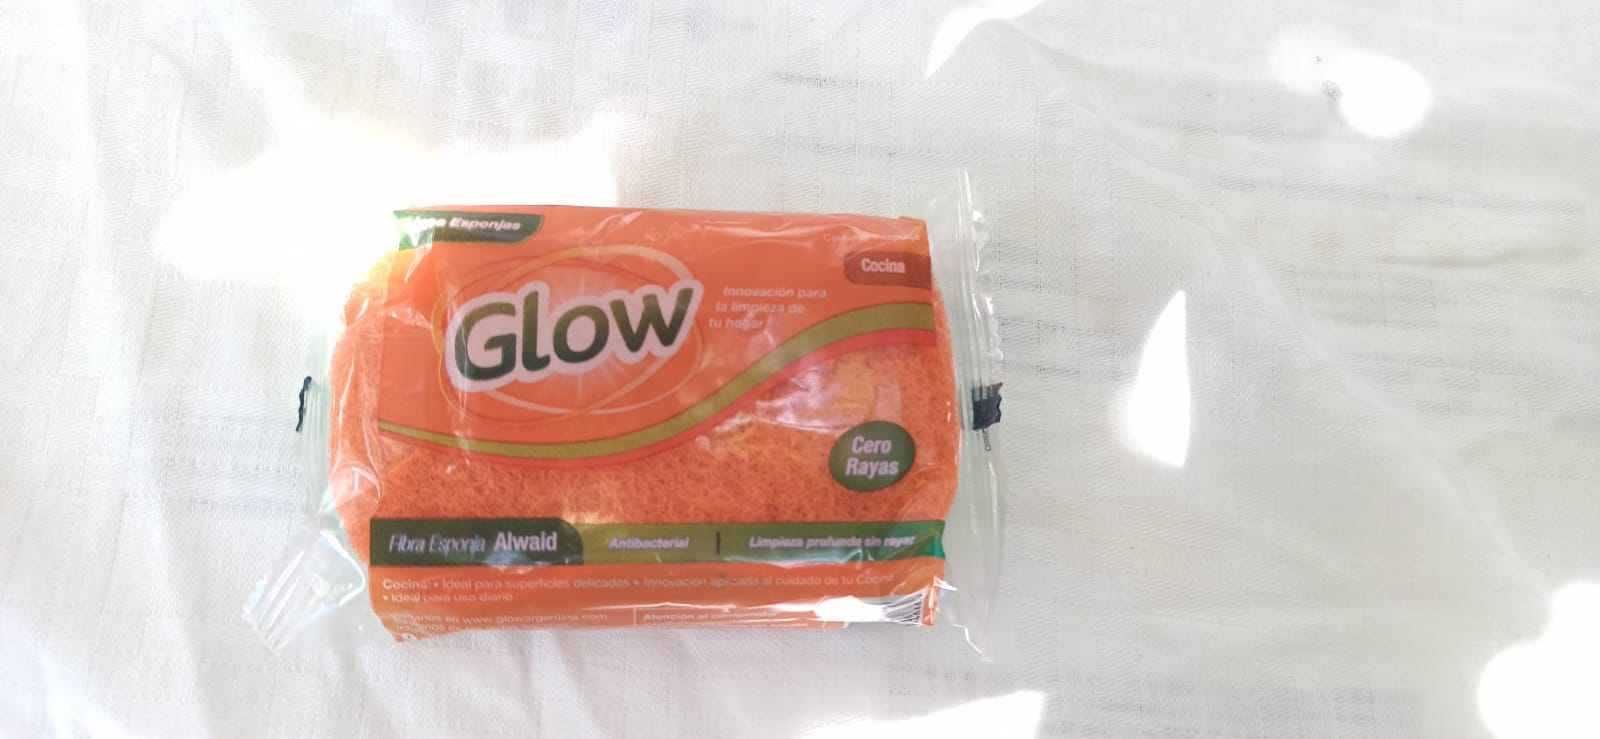 Esponjas
Cocina
Glow
Innovación para
la limpieza de
tu hogar
Cero
Rayas
Fibra Esponja Alwaid
Antibacterial
Limpieza profunda sin rayar
Cocina: • Ideal para superficies delicadas • Innovación aplicada al cuidado de tu Cocina
• Ideal para uso diario
en www.glowargentina.com
Atención al consumidor